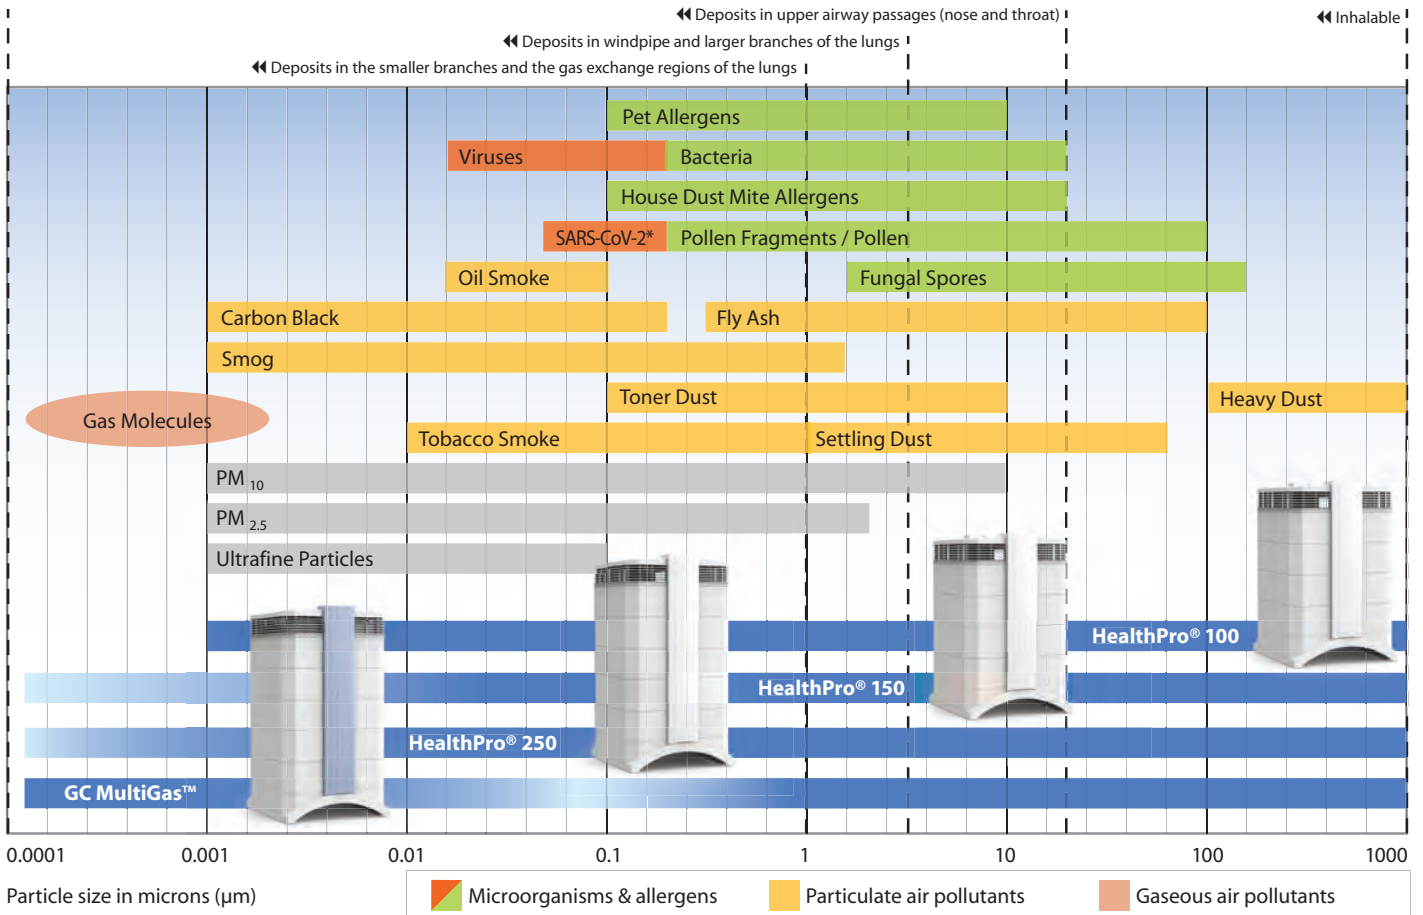 ◀◀ Deposits in upper airway passages (nose and throat)
◀◀ Inhalable
◀◀ Deposits in windpipe and larger branches of the lungs
◀◀ Deposits in the smaller branches and the gas exchange regions of the lungs
Pet Allergens
Viruses
Bacteria
House Dust Mite Allergens
SARS-CoV-2*
Pollen Fragments / Pollen
Oil Smoke
Fungal Spores
Carbon Black
Fly Ash
Smog
Toner Dust
Heavy Dust
Gas Molecules
Tobacco Smoke
Settling Dust
PM 10
PM 2.5
Ultrafine Particles
HealthPro® 100
HealthPro® 150
HealthPro® 250
GC MultiGas™
0.0001 0.001 0.01 0.1 1 10 100 1000
Particle size in microns (µm)
Microorganisms & allergens
Particulate air pollutants
Gaseous air pollutants